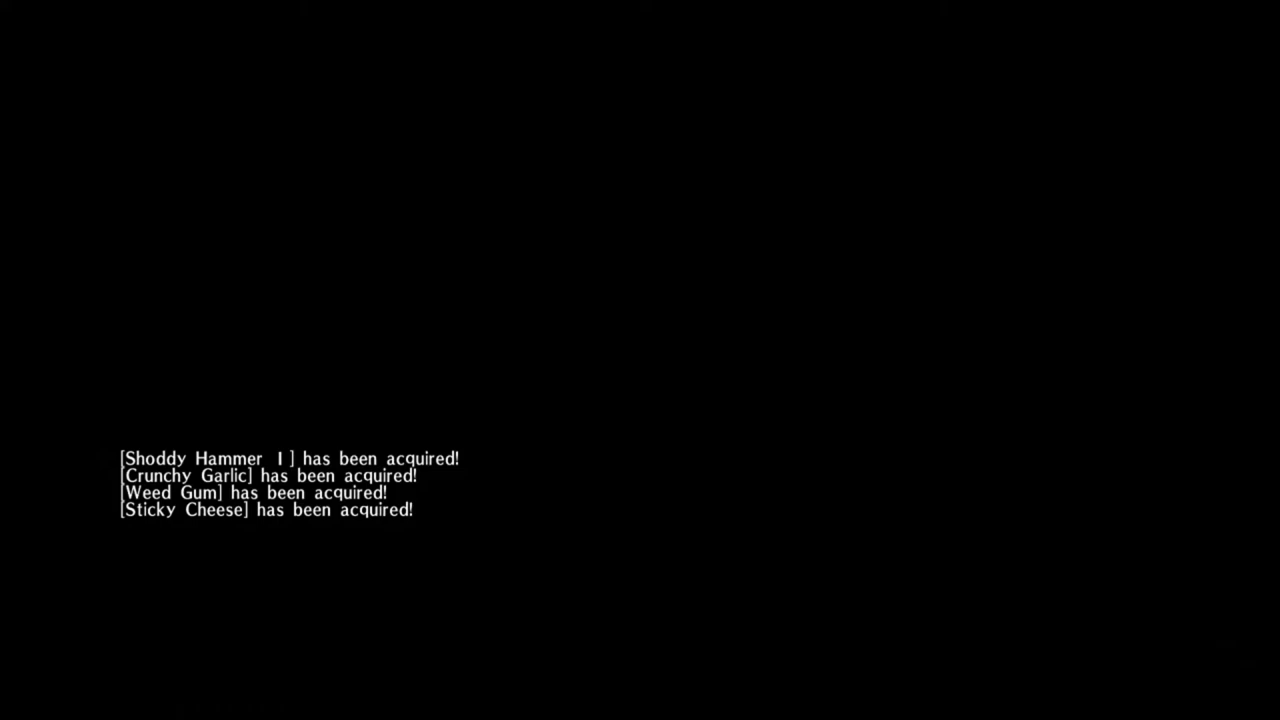 [Shoddy Hammer Ⅰ] has been acquired!
[Crunchy Garlic] has been acquired!
[Weed Gum] has been acquired!
[Sticky Cheese] has been acquired!